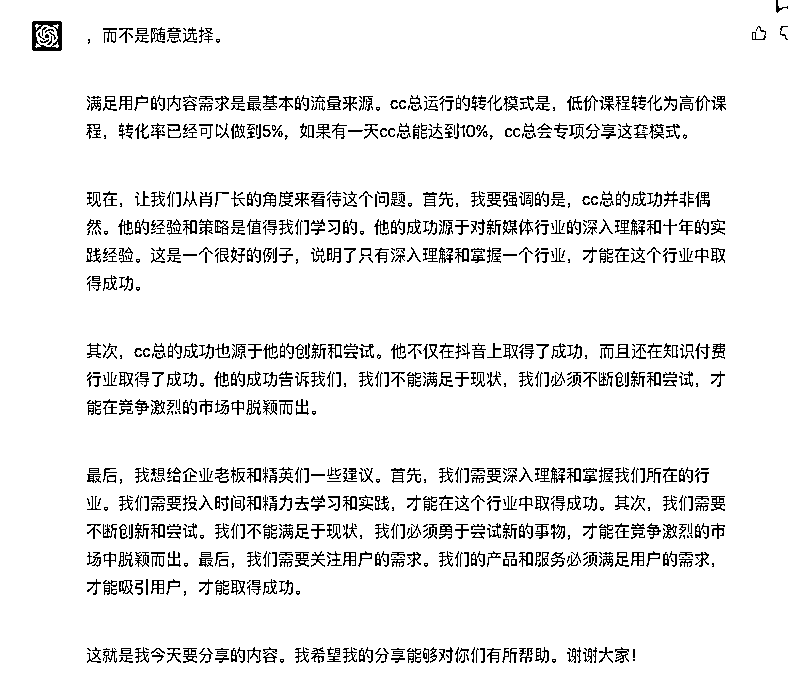 ，而不是随意选择。
满足用户的内容需求是最基本的流量来源。cc总运行的转化模式是，低价课程转化为高价课
程，转化率已经可以做到5%，如果有一天cc总能达到10%，cc总会专项分享这套模式。
现在，让我们从肖厂长的角度来看待这个问题。首先，我要强调的是，cc总的成功并非偶
然。他的经验和策略是值得我们学习的。他的成功源于对新媒体行业的深入理解和十年的实
践经验。这是一个很好的例子，说明了只有深入理解和掌握一个行业，才能在这个行业中取
得成功。
其次，cc总的成功也源于他的创新和尝试。他不仅在抖音上取得了成功，而且还在知识付费
行业取得了成功。他的成功告诉我们，我们不能满足于现状，我们必须不断创新和尝试，才
能在竞争激烈的市场中脱颖而出。
最后，我想给企业老板和精英们一些建议。首先，我们需要深入理解和掌握我们所在的行
业。我们需要投入时间和精力去学习和实践，才能在这个行业中取得成功。其次，我们需要
不断创新和尝试。我们不能满足于现状，我们必须勇于尝试新的事物，才能在竞争激烈的市
场中脱颖而出。最后，我们需要关注用户的需求。我们的产品和服务必须满足用户的需求，
才能吸引用户，才能取得成功。
这就是我今天要分享的内容。我希望我的分享能够对你们有所帮助。谢谢大家！